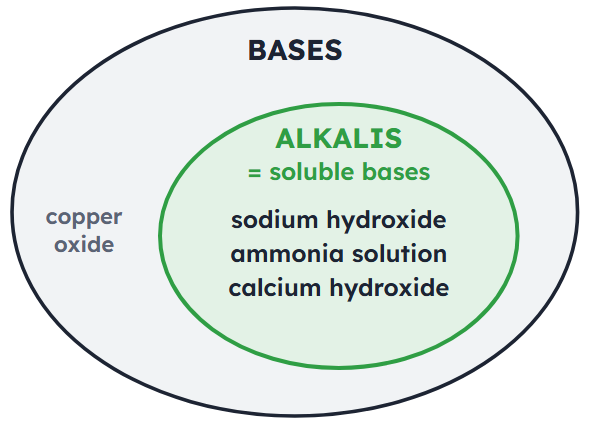 BASES
ALKALIS
= soluble bases
copper
oxide
sodium hydroxide
ammonia solution
calcium hydroxide